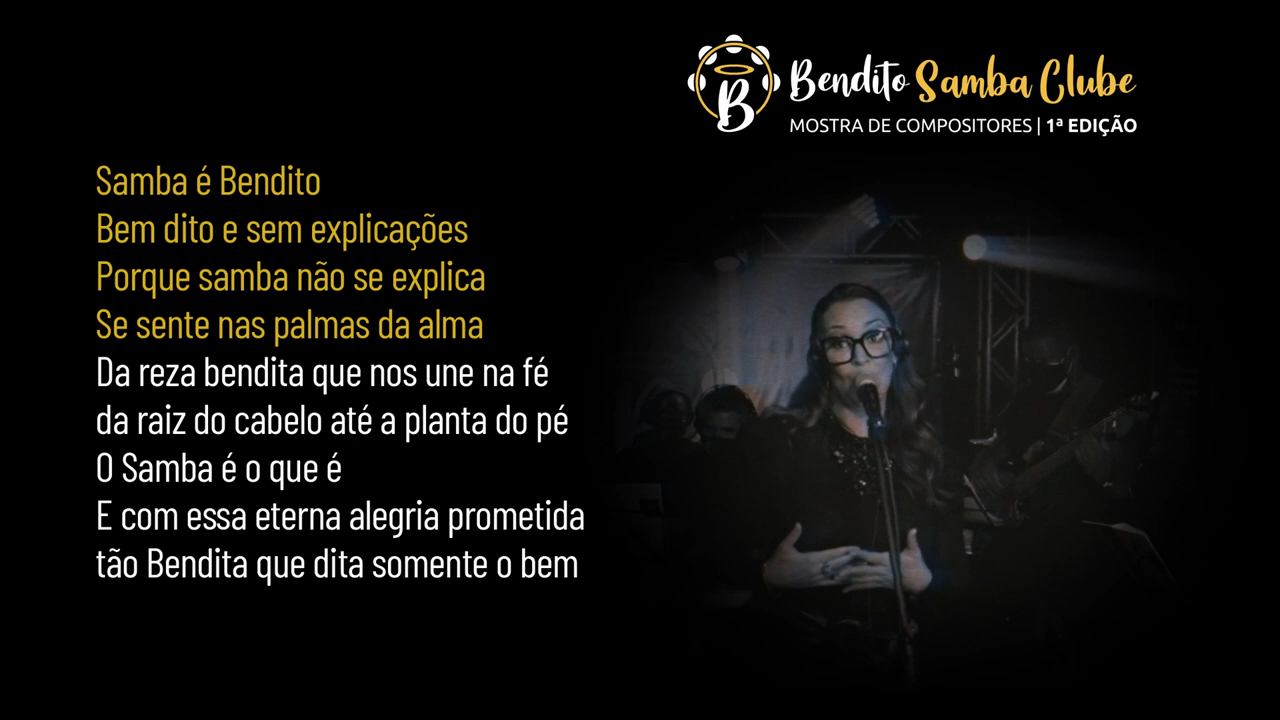 Bendito Samba Clube
MOSTRA DE COMPOSITORES | 1ª EDIÇÃO
Samba é Bendito
Bem dito e sem explicações
Porque samba não se explica
Se sente nas palmas da alma
Da reza bendita que nos une na fé
da raiz do cabelo até a planta do pé
O Samba é o que é
E com essa eterna alegria prometida
tão Bendita que dita somente o bem